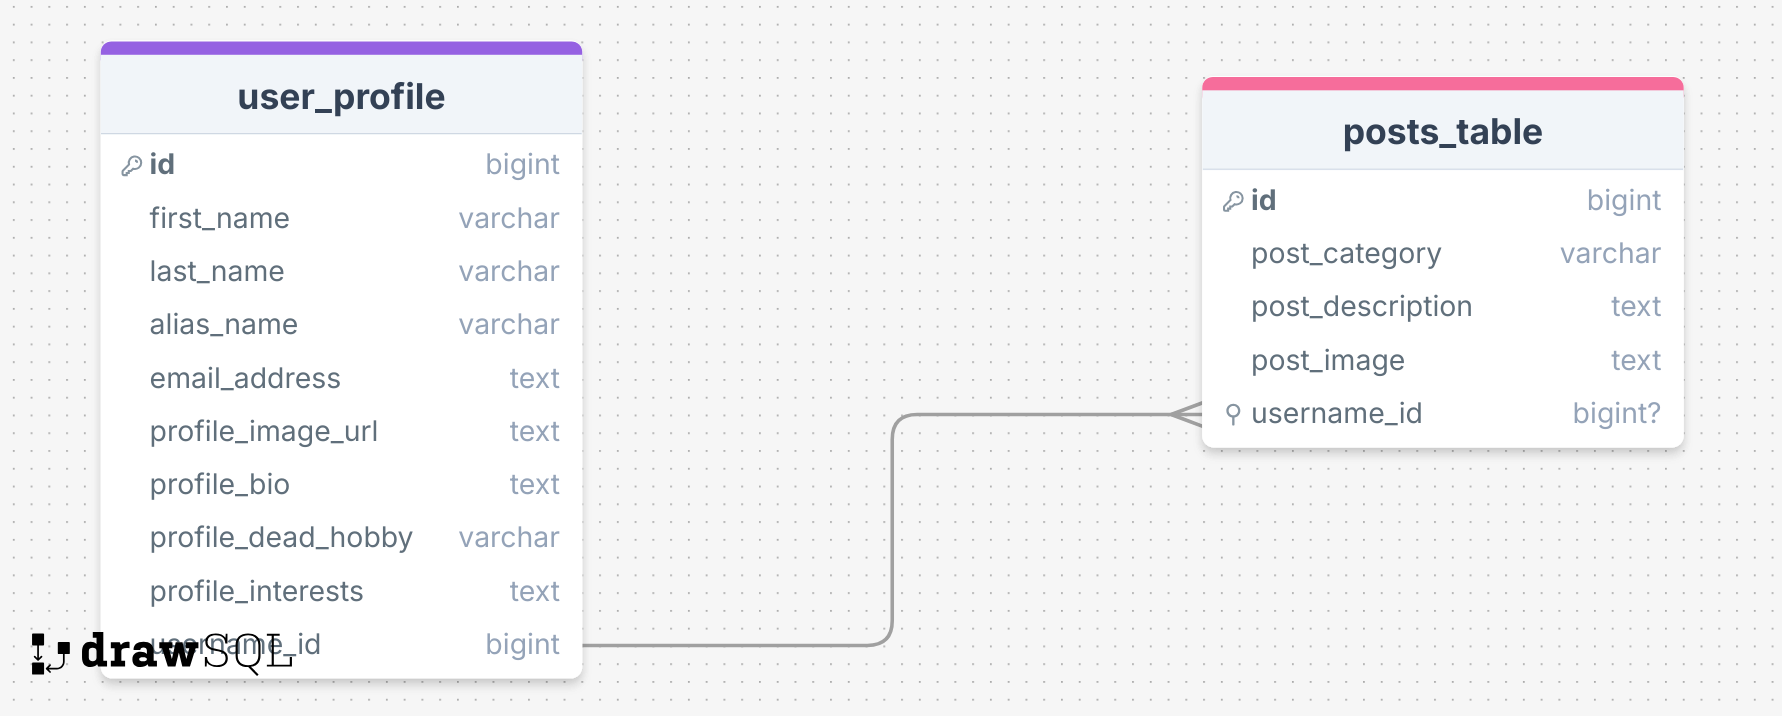 user_profile
id bigint
first_name varchar
last_name varchar
alias_name varchar
email_address text
profile_image_url text
profile_bio text
profile_dead_hobby varchar
profile_interests text
username_id bigint
drawSQL
posts_table
id bigint
post_category varchar
post_description text
post_image text
username_id bigint?